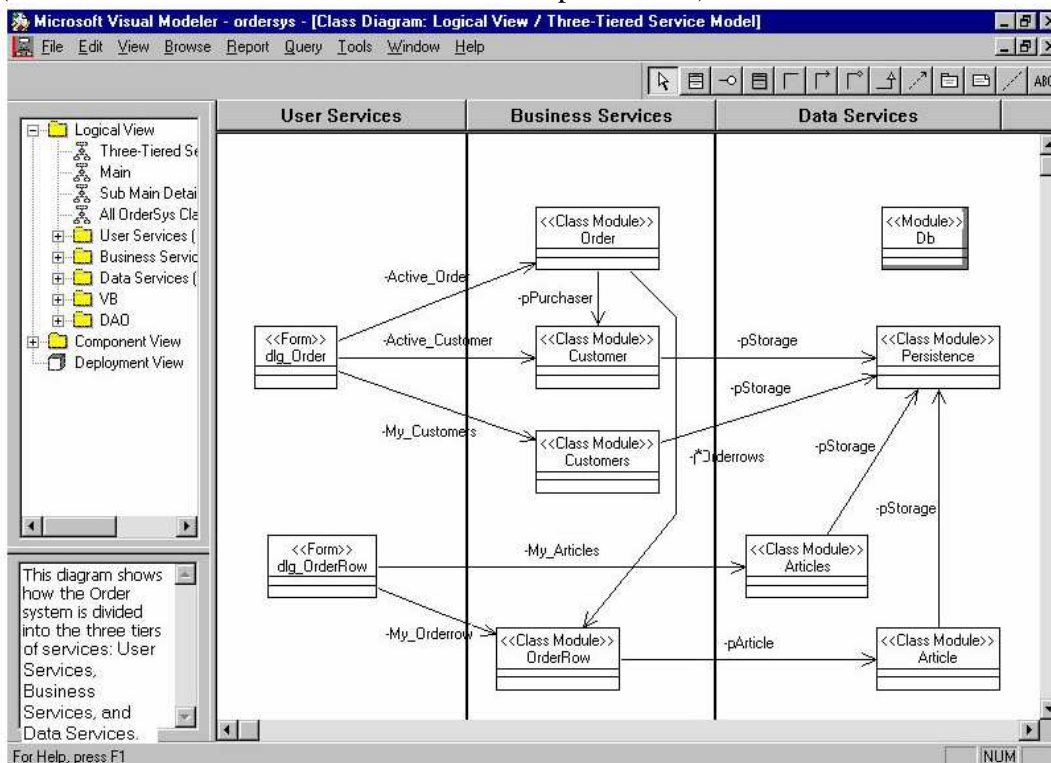 Microsoft Visual Modeler - ordersys - [Class Diagram: Logical View / Three-Tiered Service Model]
File Edit View Browse Report Query Tools Window Help
ABC
User Services Business Services Data Services
Logical View
Three-Tiered Se
Main
Sub Main Detai
All OrderSys Cla
User Services (
Business Servic
Data Services (
VB
DAO
Component View
Deployment View
<<Class Module>>
Order
<<Module>>
Db
-Active_Order
-pPurchaser
<<Form>>
dlg_Order
-Active_Customer
<<Class Module>>
Customer
-pStorage
<<Class Module>>
Persistence
-pStorage
-My_Customers
<<Class Module>>
Customers
-pStorage
-pStorage
<<Form>>
dlg_OrderRow
-My_Articles
<<Class Module>>
Articles
-My_Orderrow
<<Class Module>>
OrderRow
-pArticle
<<Class Module>>
Article
This diagram shows
how the Order
system is divided
into the three tiers
of services: User
Services,
Business
Services, and
Data Services.
For Help, press F1
NUM